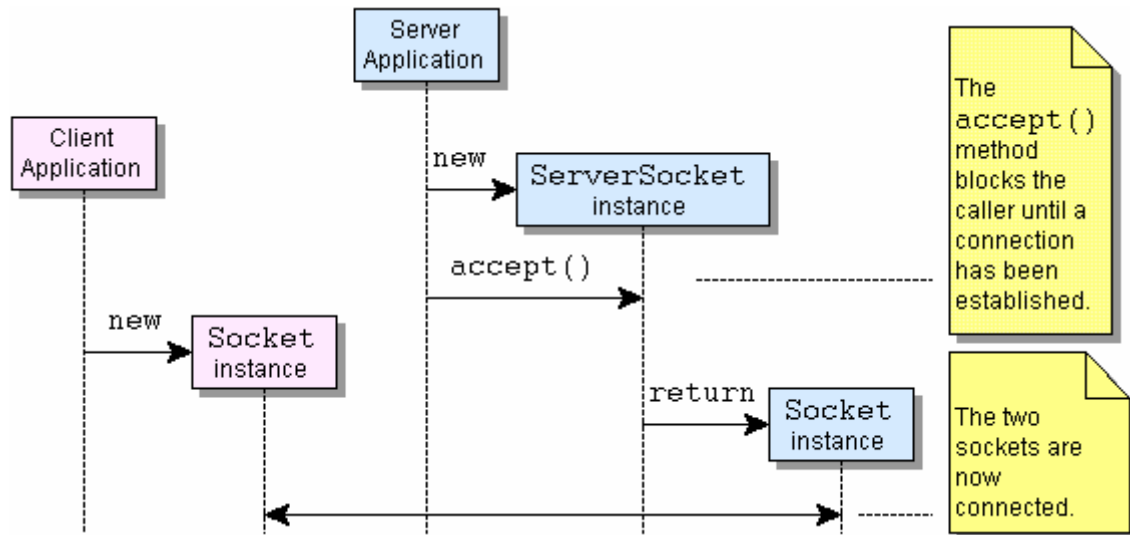 Server
Application
Client
Application
new
ServerSocket
instance
accept()
new
Socket
instance
return
Socket
instance
The
accept()
method
blocks the
caller until a
connection
has been
established.
The two
sockets are
now
connected.